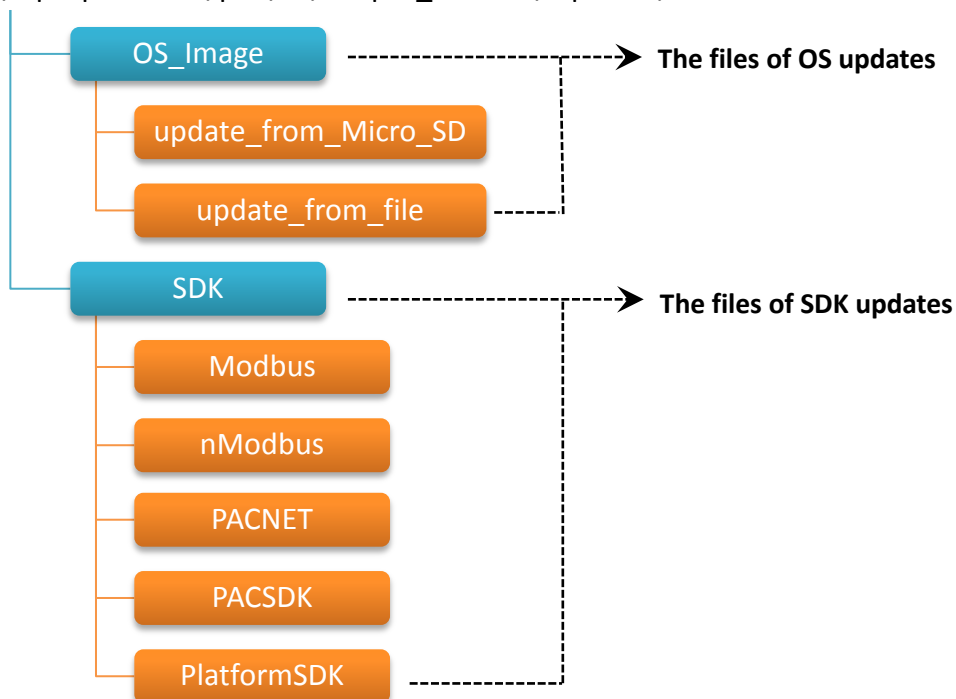 OS_Image
The files of OS updates
update_from_Micro_SD
update_from_file
SDK
The files of SDK updates
Modbus
nModbus
PACNET
PACSDK
PlatformSDK